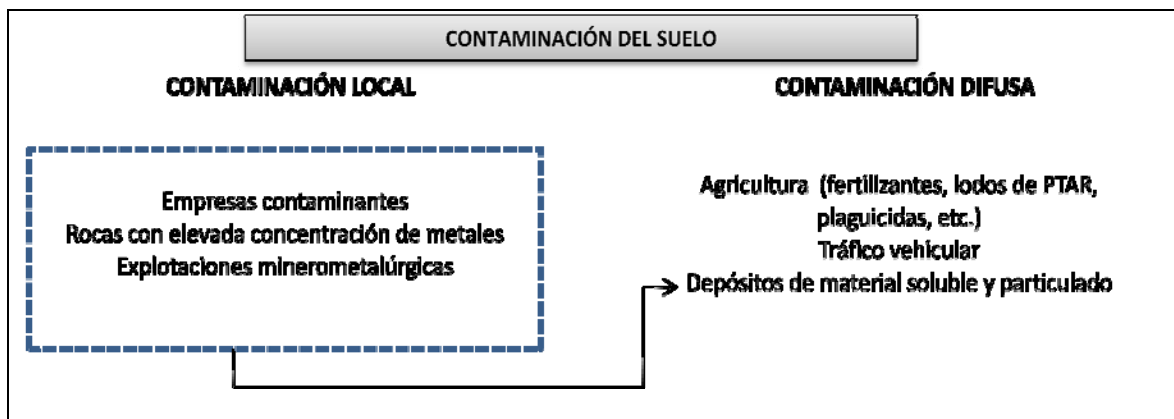 CONTAMINACIÓN DEL SUELO
CONTAMINACIÓN LOCAL
CONTAMINACIÓN DIFUSA
Empresas contaminantes
Rocas con elevada concentración de metales
Explotaciones minerometalúrgicas
Agricultura (fertilizantes, lodos de PTAR,
plaguicidas, etc.)
Tráfico vehicular
Depósitos de material soluble y particulado